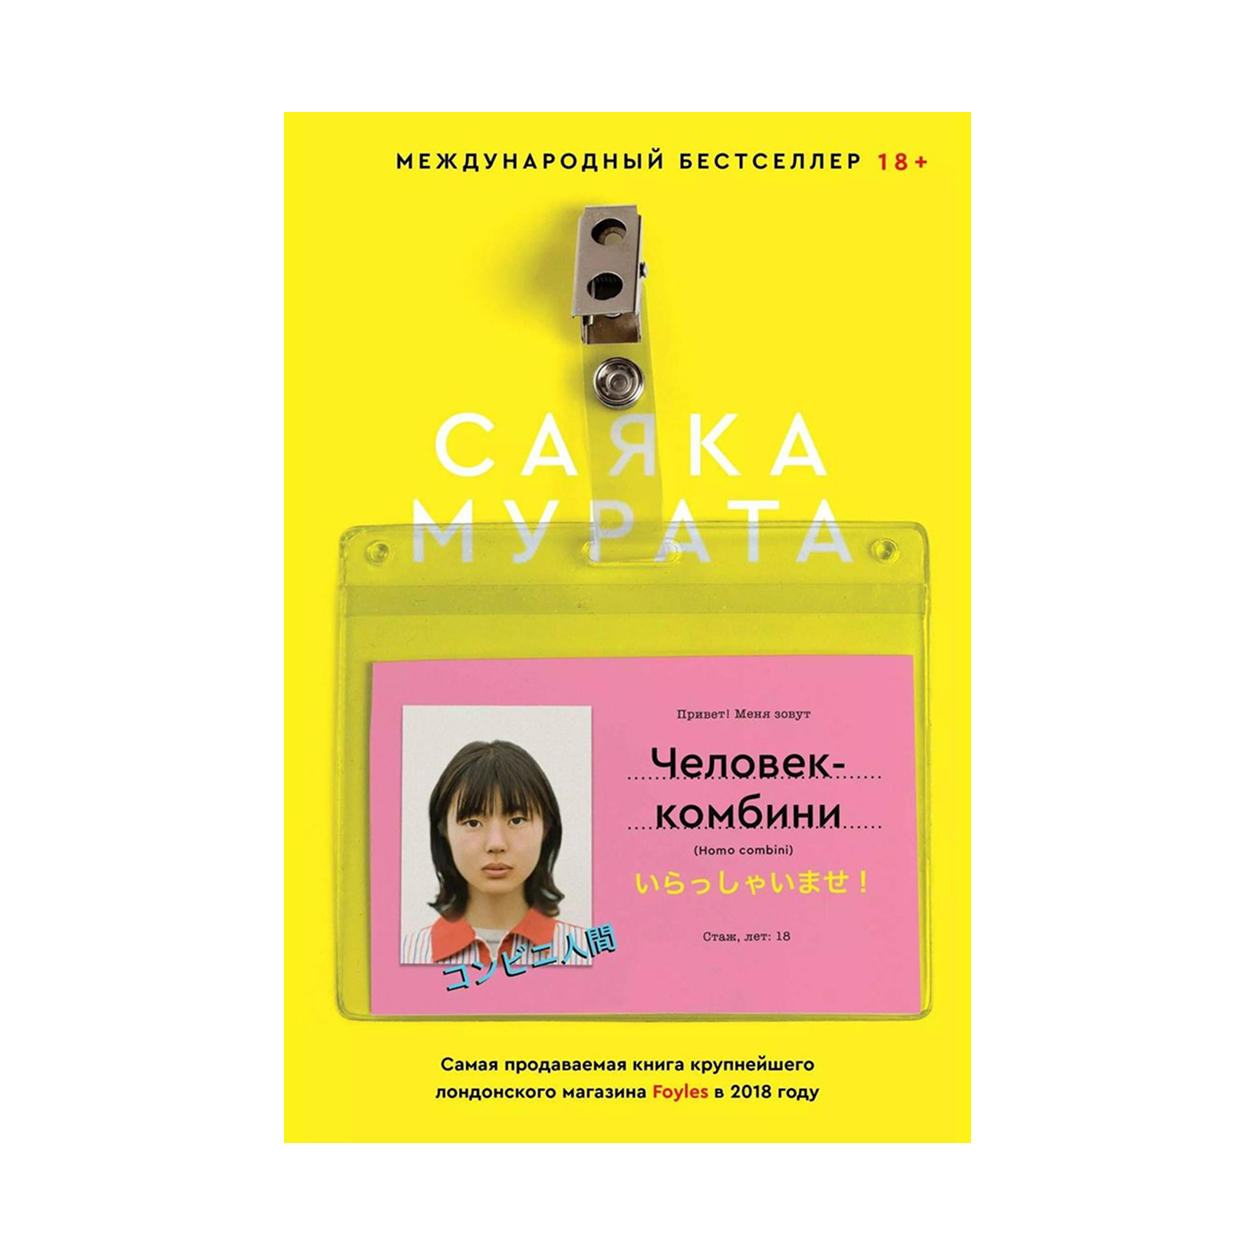 МЕЖДУНАРОДНЫЙ БЕСТСЕЛЛЕР 18+
САЯКА
МУРАТА
Привет! Меня зовут
Человек-
комбини
(Homo combini)
いらっしゃいませ！
Стаж, лет: 18
コンビニ人間
Самая продаваемая книга крупнейшего
лондонского магазина Foyles в 2018 году